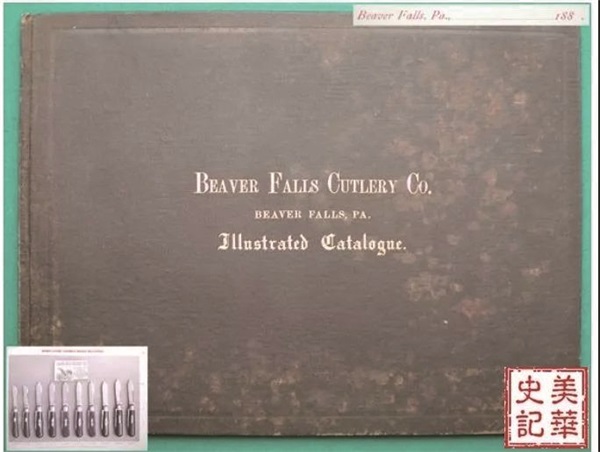 Beaver Falls, Pa., 188 .
BEAVER FALLS CUTLERY CO.
BEAVER FALLS, PA.
Illustrated Catalogue.
美華
史記